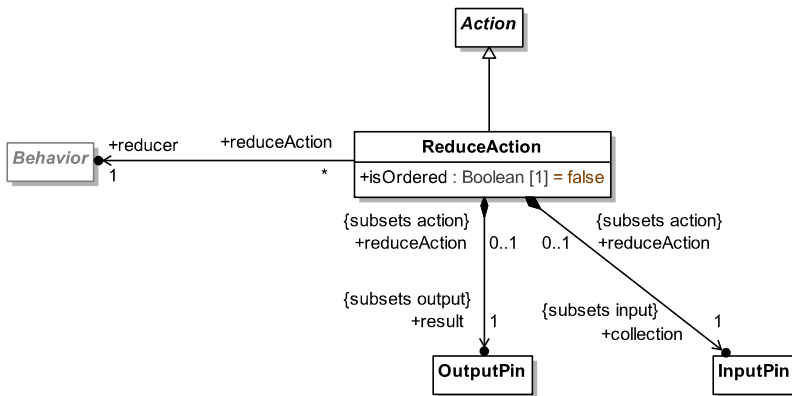 Action
+reducer
+reduceAction
Behavior
1
*
ReduceAction
+isOrdered : Boolean [1] = false
{subsets action}
+reduceAction
0..1
0..1
{subsets action}
+reduceAction
{subsets output}
+result
1
{subsets input}
+collection
1
OutputPin
InputPin